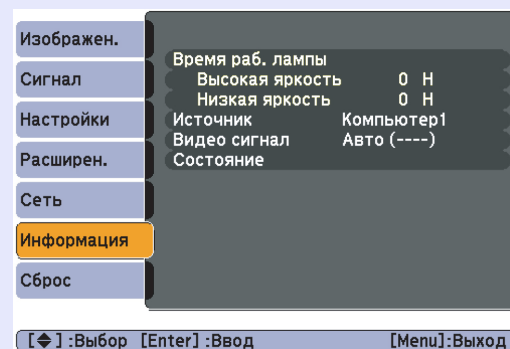 Изображен.
Сигнал
Настройки
Расширен.
Сеть
Информация
Сброс
Время раб. лампы
Высокая яркость 0 H
Низкая яркость 0 H
Источник Компьютер1
Видео сигнал Авто (----)
Состояние
[◆] :Выбор [Enter] :Ввод [Menu]:Выход